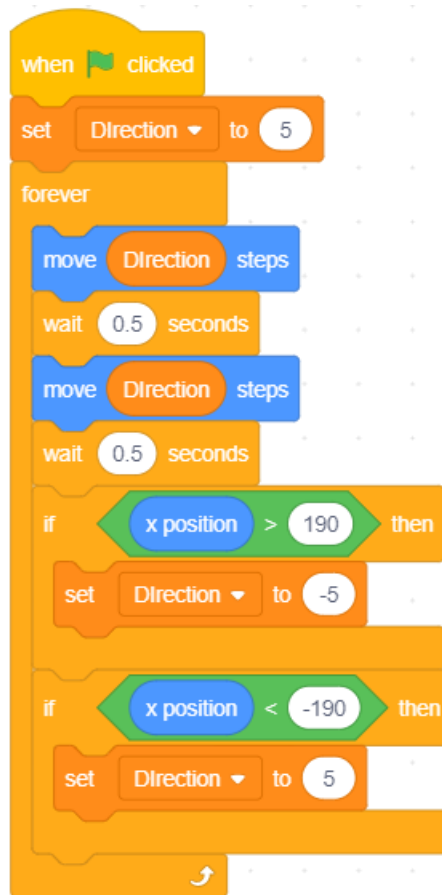 when clicked
set DIrection to 5
forever
move DIrection steps
wait 0.5 seconds
move DIrection steps
wait 0.5 seconds
if x position > 190 then
set DIrection to -5
if x position < -190 then
set DIrection to 5